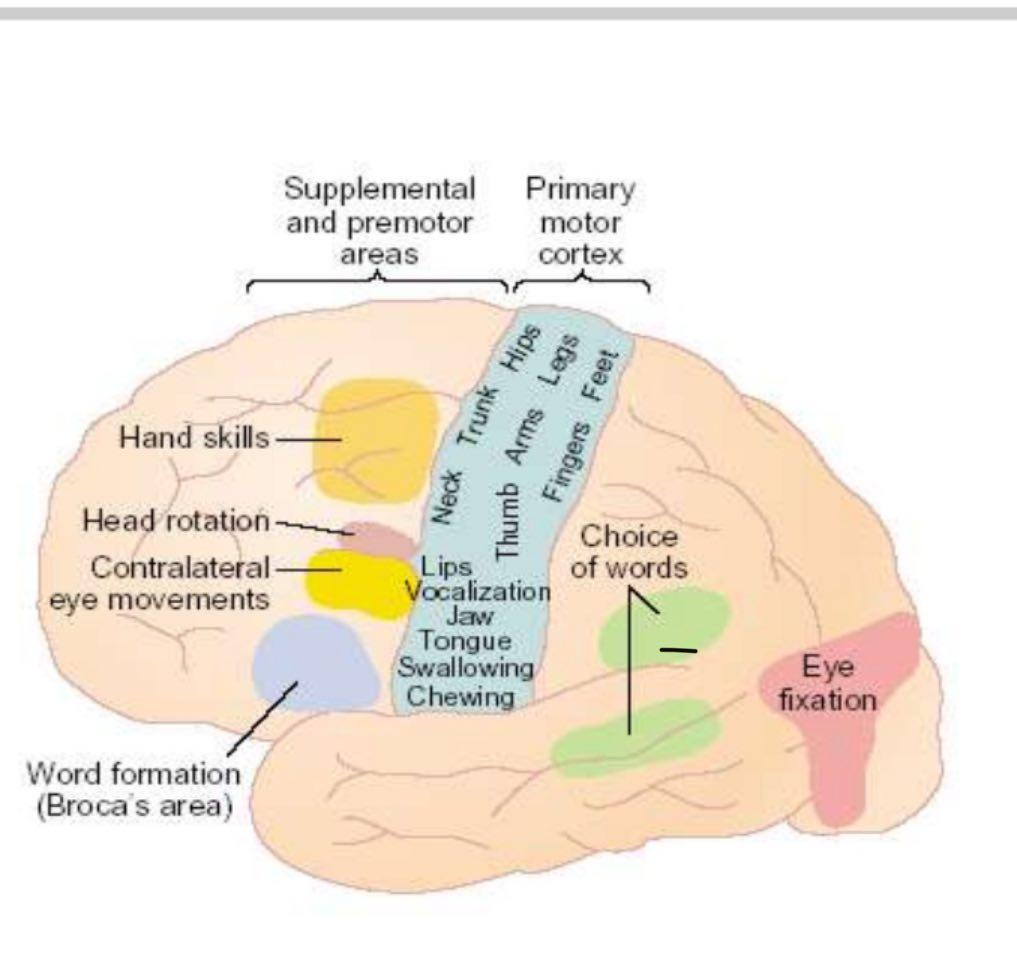 Supplemental
and premotor
areas
Primary
motor
cortex
Hips
Legs
Feet
Trunk
Arms
Fingers
Neck
Thumb
Lips
Vocalization
Jaw
Tongue
Swallowing
Chewing
Hand skills
Head rotation
Contralateral
eye movements
Choice
of words
Eye
fixation
Word formation
(Broca's area)